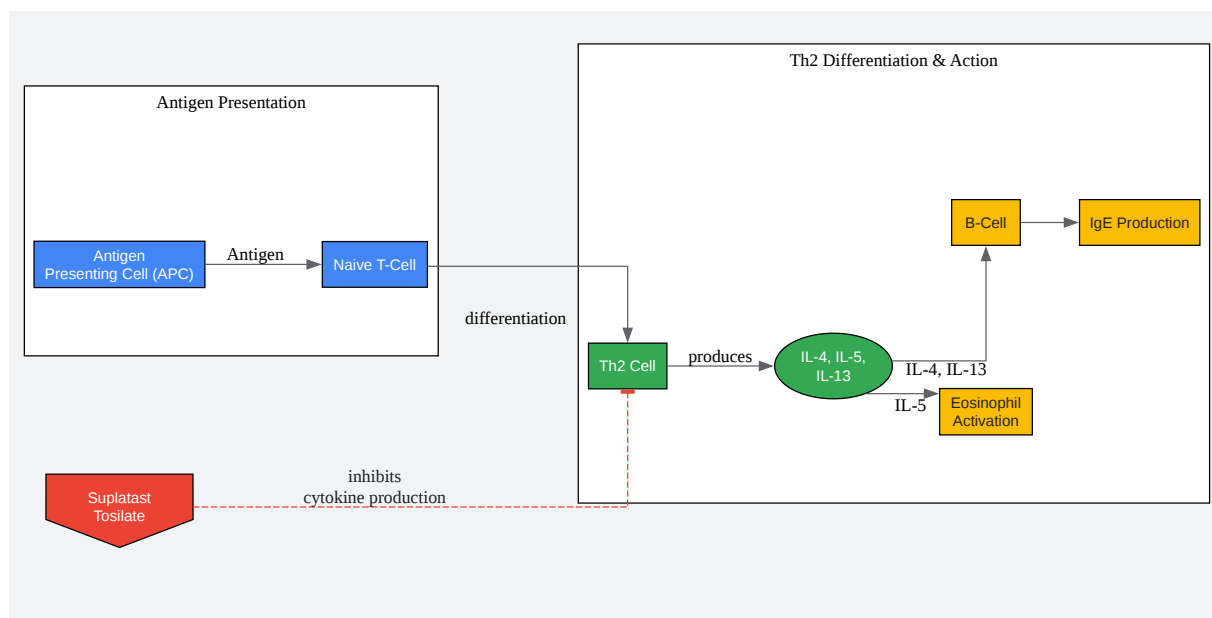 Th2 Differentiation & Action
Antigen Presentation
Antigen
Presenting Cell (APC)
Antigen
Naive T-Cell
differentiation
Th2 Cell
produces
IL-4, IL-5,
IL-13
IL-4, IL-13
B-Cell
IgE Production
IL-5
Eosinophil
Activation
Suplatast
Tosilate
inhibits
cytokine production